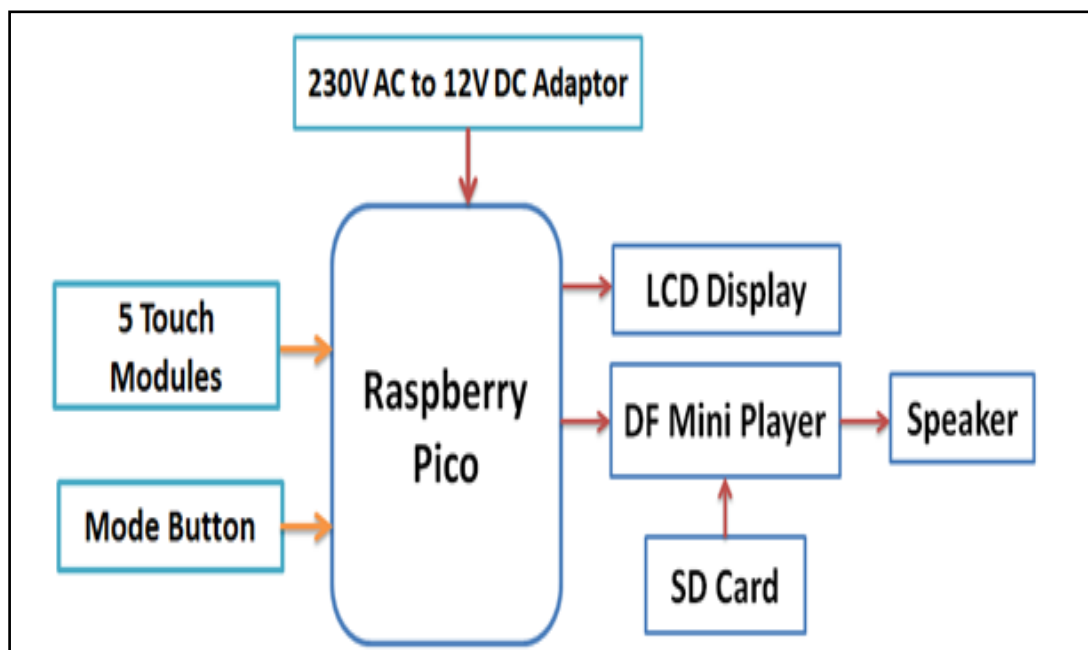 230V AC to 12V DC Adaptor
5 Touch
Modules
Mode Button
Raspberry
Pico
LCD Display
DF Mini Player
Speaker
SD Card